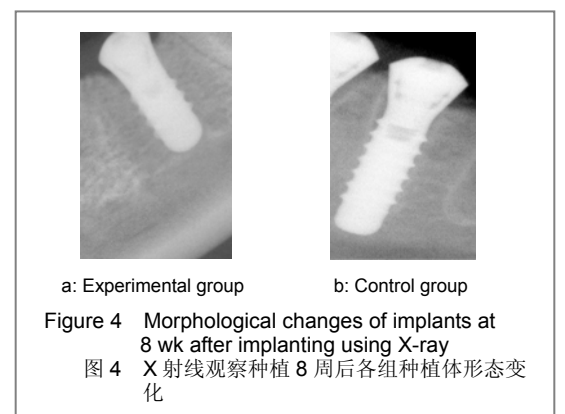 a: Experimental group
b: Control group
Figure 4 Morphological changes of implants at
8 wk after implanting using X-ray
图 4 X 射线观察种植 8 周后各组种植体形态变
化